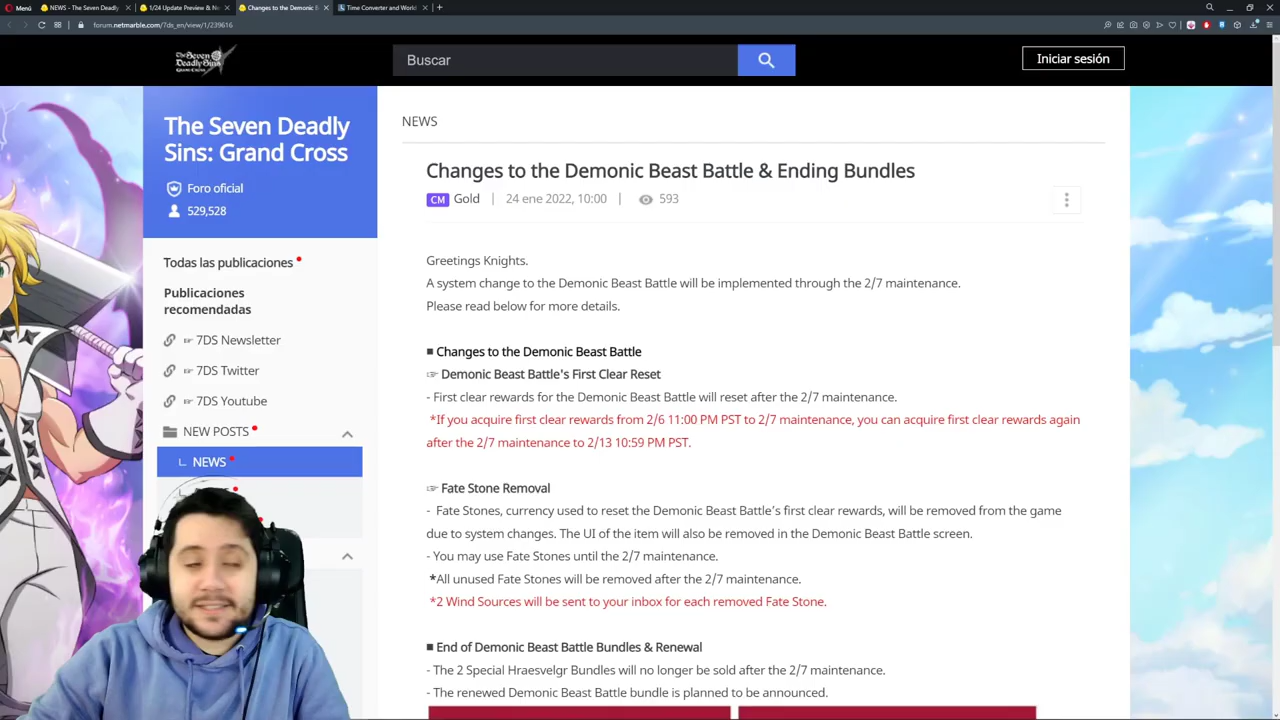 Menú
NEWS - The Seven Deadly
1/24 Update Preview & Ne
Changes to the Demonic B
Time Converter and World
forum.netmarble.com/7ds_en/view/1/239616
The Seven
Deadly
Sins
GRAND CROSS
Buscar
Iniciar sesión
The Seven Deadly
Sins: Grand Cross
Foro oficial
529,528
Todas las publicaciones
Publicaciones
recomendadas
☞ 7DS Newsletter
☞ 7DS Twitter
☞ 7DS Youtube
NEW POSTS
NEWS
NEWS
Changes to the Demonic Beast Battle & Ending Bundles
CM Gold | 24 ene 2022, 10:00 | 593
Greetings Knights.
A system change to the Demonic Beast Battle will be implemented through the 2/7 maintenance.
Please read below for more details.
■ Changes to the Demonic Beast Battle
☞ Demonic Beast Battle's First Clear Reset
- First clear rewards for the Demonic Beast Battle will reset after the 2/7 maintenance.
*If you acquire first clear rewards from 2/6 11:00 PM PST to 2/7 maintenance, you can acquire first clear rewards again
after the 2/7 maintenance to 2/13 10:59 PM PST.
☞ Fate Stone Removal
- Fate Stones, currency used to reset the Demonic Beast Battle's first clear rewards, will be removed from the game
due to system changes. The UI of the item will also be removed in the Demonic Beast Battle screen.
- You may use Fate Stones until the 2/7 maintenance.
*All unused Fate Stones will be removed after the 2/7 maintenance.
*2 Wind Sources will be sent to your inbox for each removed Fate Stone.
■ End of Demonic Beast Battle Bundles & Renewal
- The 2 Special Hraesvelgr Bundles will no longer be sold after the 2/7 maintenance.
- The renewed Demonic Beast Battle bundle is planned to be announced.